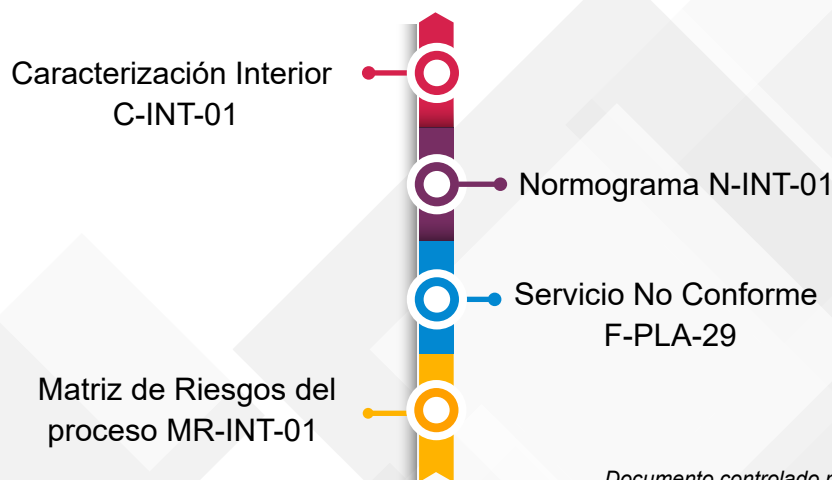 Caracterización Interior
C-INT-01
Normograma N-INT-01
Servicio No Conforme
F-PLA-29
Matriz de Riesgos del
proceso MR-INT-01
Documento controlado